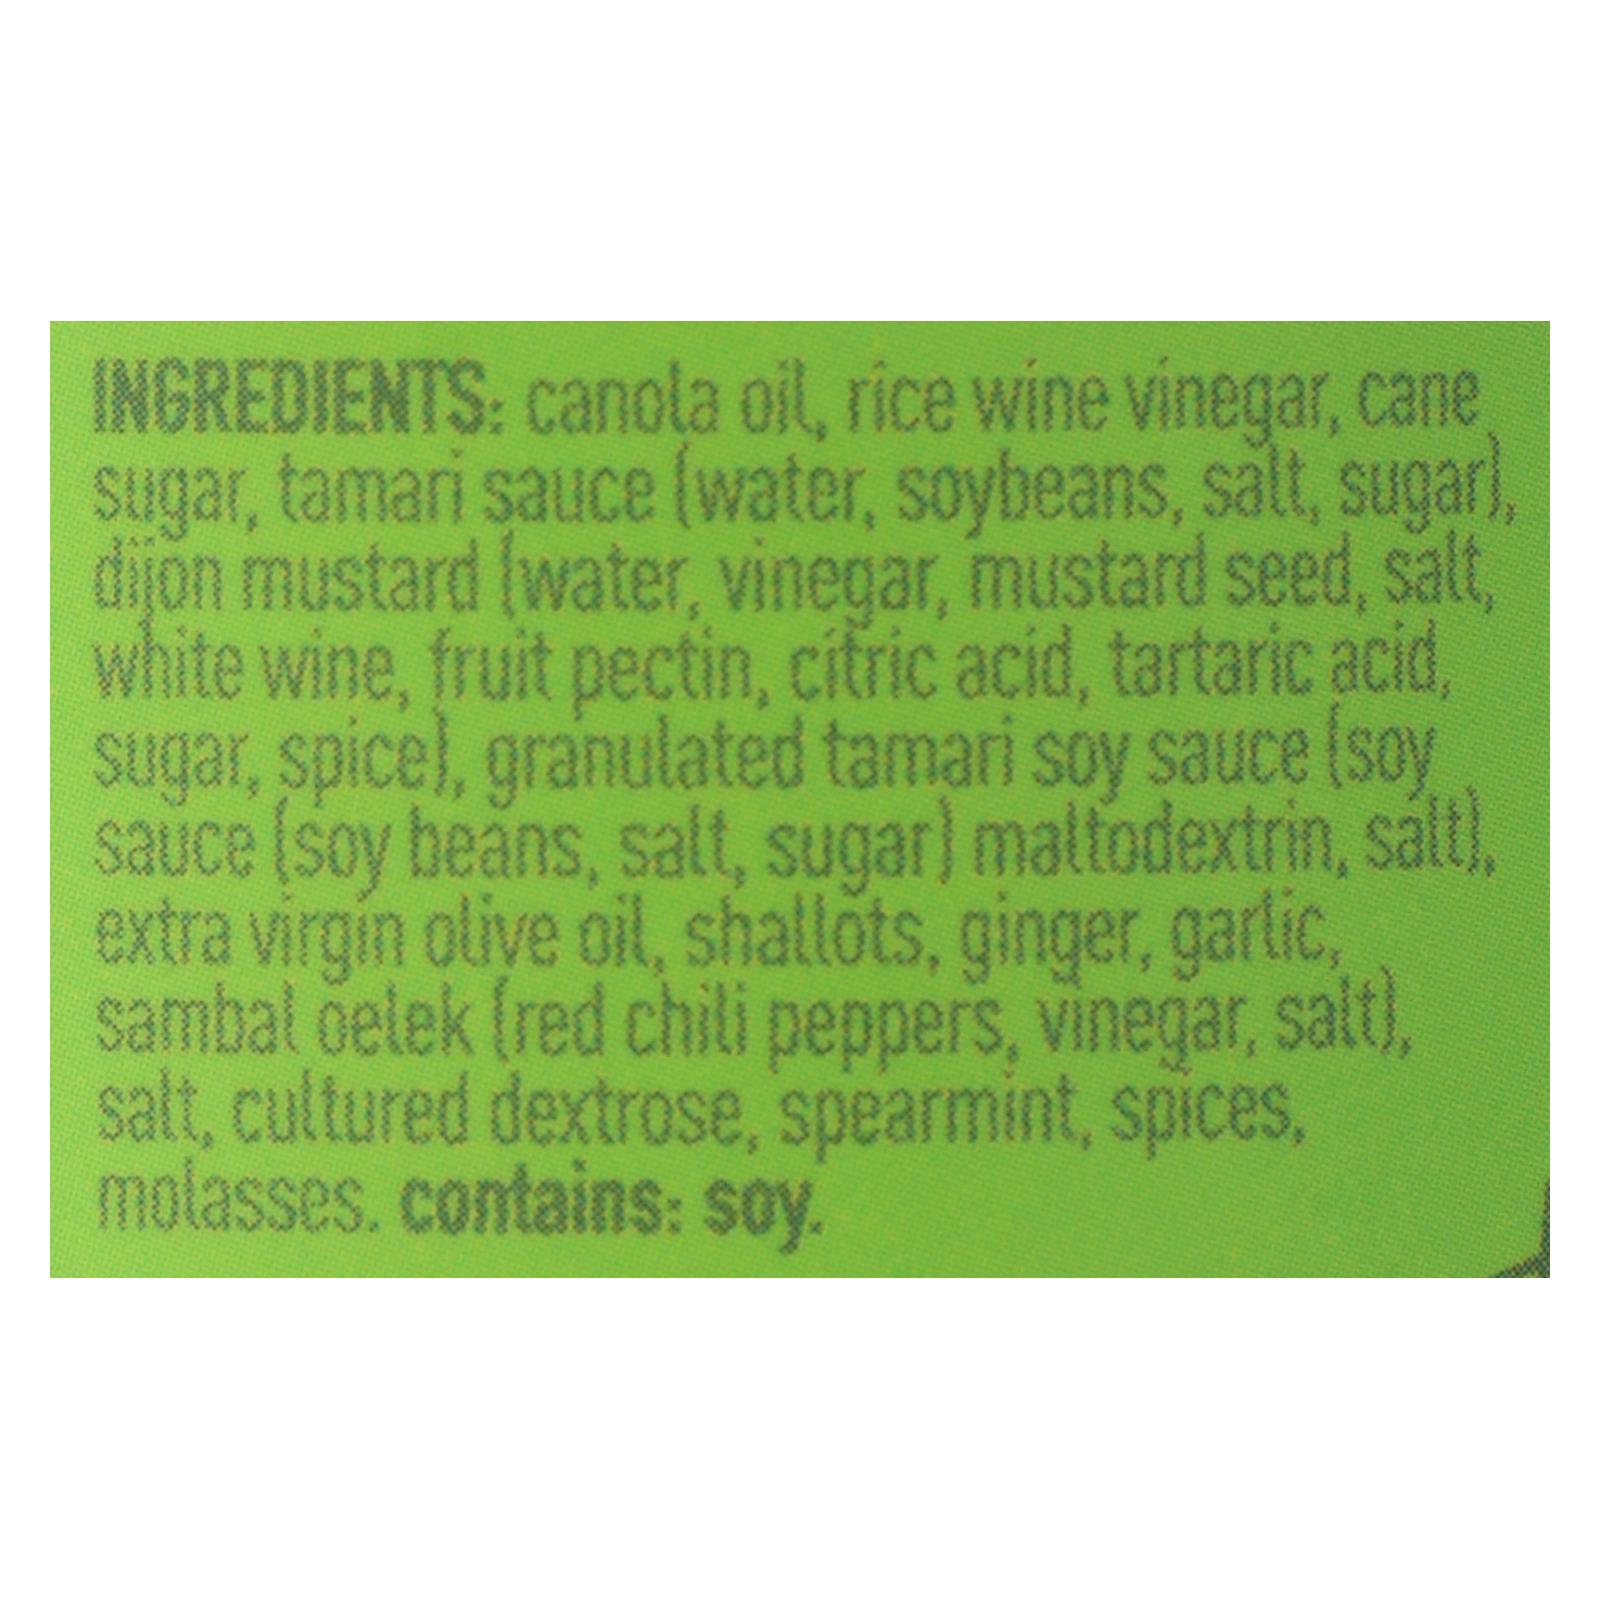 INGREDIENTS: canola oil, rice wine vinegar, cane
sugar, tamari sauce (water, soybeans, salt, sugar),
dijon mustard (water, vinegar, mustard seed, salt,
white wine, fruit pectin, citric acid, tartaric acid,
sugar, spice), granulated tamari soy sauce (soy
sauce (soy beans, salt, sugar) maltodextrin, salt),
extra virgin olive oil, shallots, ginger, garlic,
sambal oelek (red chili peppers, vinegar, salt),
salt, cultured dextrose, spearmint, spices,
molasses. contains: soy.